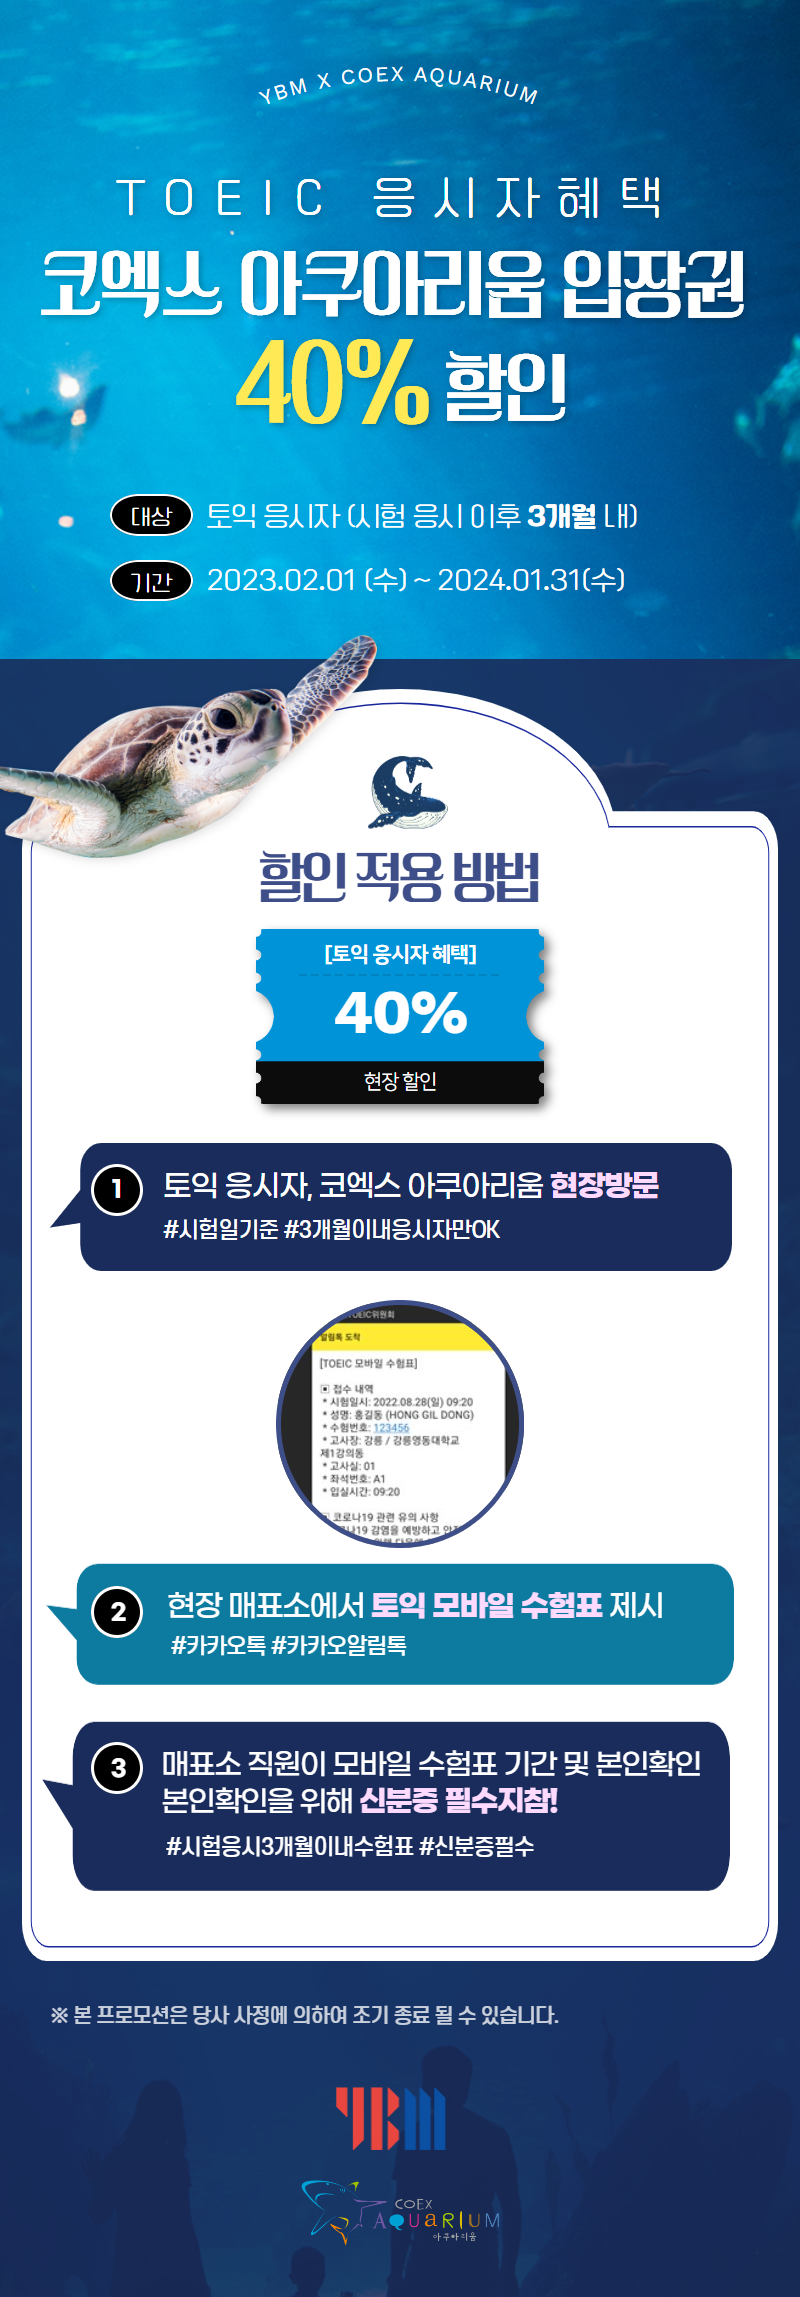 YBM X COEX AQUARIUM
TOEIC 응시자혜택
코엑스 아쿠아리움 입장권
40% 할인
대상 토익 응시자 (시험 응시 이후 3개월 내)
기간 2023.02.01 (수) ~ 2024.01.31(수)
할인 적용 방법
[토익 응시자 혜택]
40%
현장 할인
1 토익 응시자, 코엑스 아쿠아리움 현장방문
#시험일기준 #3개월이내응시자만OK
TOEIC위원회
알림톡 도착
[TOEIC 모바일 수험표]
▣ 접수 내역
* 시험일시: 2022.08.28(일) 09:20
* 성명: 홍길동 (HONG GIL DONG)
* 수험번호: 123456
* 고사장: 강릉 / 강릉영동대학교
제1강의동
* 고사실: 01
* 좌석번호: A1
* 입실시간: 09:20
코로나19 관련 유의 사항
로나19 감염을 예방하고
2 현장 매표소에서 토익 모바일 수험표 제시
#카카오톡 #카카오알림톡
3 매표소 직원이 모바일 수험표 기간 및 본인확인
본인확인을 위해 신분증 필수지참!
#시험응시3개월이내수험표 #신분증필수
※ 본 프로모션은 당사 사정에 의하여 조기 종료 될 수 있습니다.
YBM
COEX
AQUARIUM
아쿠아리움